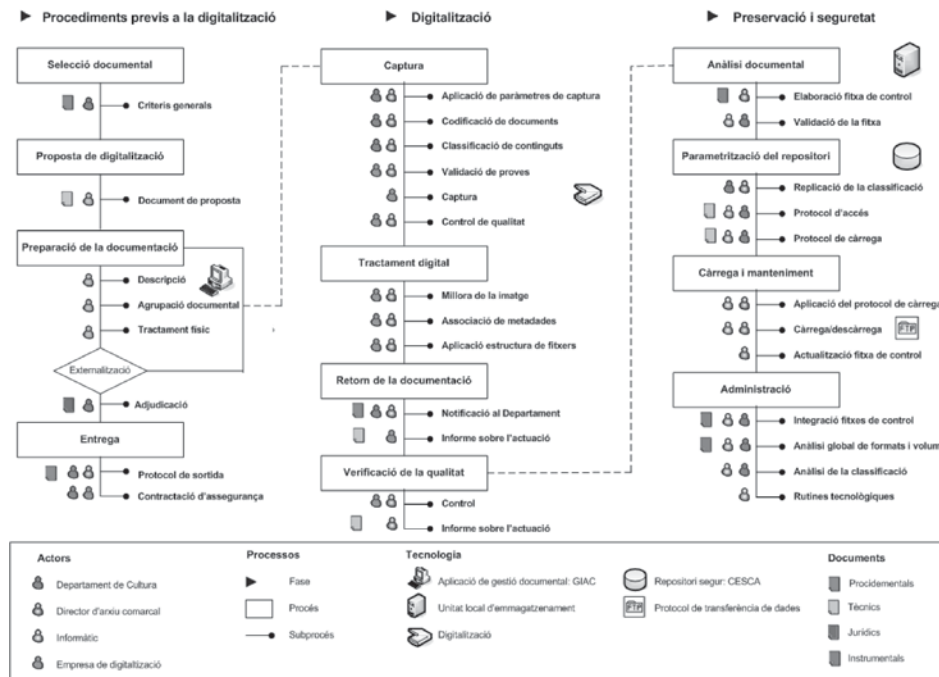 Procediments previs a la digitalització
Selecció documental
Criteris generals
Proposta de digitalització
Document de proposta
Preparació de la documentació
Descripció
Agrupació documental
Tractament físic
Externalització
Adjudicació
Entrega
Protocol de sortida
Contractació d'assegurança
Digitalització
Captura
Aplicació de paràmetres de captura
Codificació de documents
Classificació de continguts
Validació de proves
Captura
Control de qualitat
Tractament digital
Millora de la imatge
Associació de metadades
Aplicació estructura de fitxers
Retorn de la documentació
Notificació al Departament
Informe sobre l'actuació
Verificació de la qualitat
Control
Informe sobre l'actuació
Preservació i seguretat
Anàlisi documental
Elaboració fitxa de control
Validació de la fitxa
Parametrització del repositori
Replicació de la classificació
Protocol d'accés
Protocol de càrrega
Càrrega i manteniment
Aplicació del protocol de càrrega
Càrrega/descàrrega
FTP
Actualització fitxa de control
Administració
Integració fitxes de control
Anàlisi global de formats i volum
Anàlisi de la classificació
Rutines tecnològiques
Actors
Departament de Cultura
Director d'arxiu comarcal
Informàtic
Empresa de digitalització
Processos
Fase
Procés
Subprocés
Tecnologia
Aplicació de gestió documental: GIAC
Unitat local d'emmagatzenament
Digitalització
Repositori segur: CESCA
FTP
Protocol de transferència de dades
Documents
Procidementals
Tècnics
Jurídics
Instrumentals